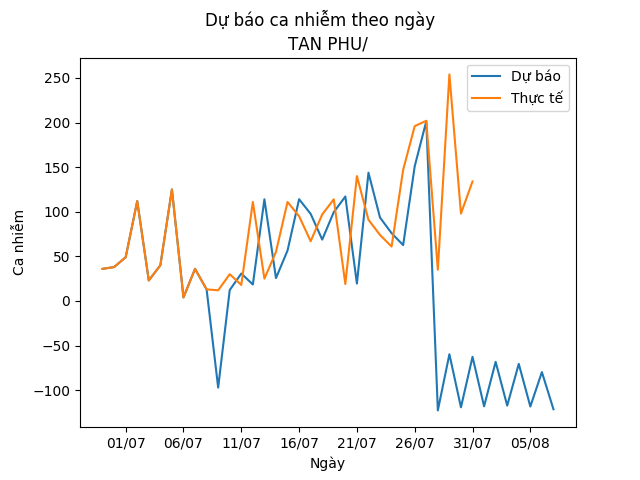 Dự báo ca nhiễm theo ngày
TAN PHU/
Dự báo
Thực tế
Ca nhiễm
250
200
150
100
50
0
−50
−100
01/07 06/07 11/07 16/07 21/07 26/07 31/07 05/08
Ngày